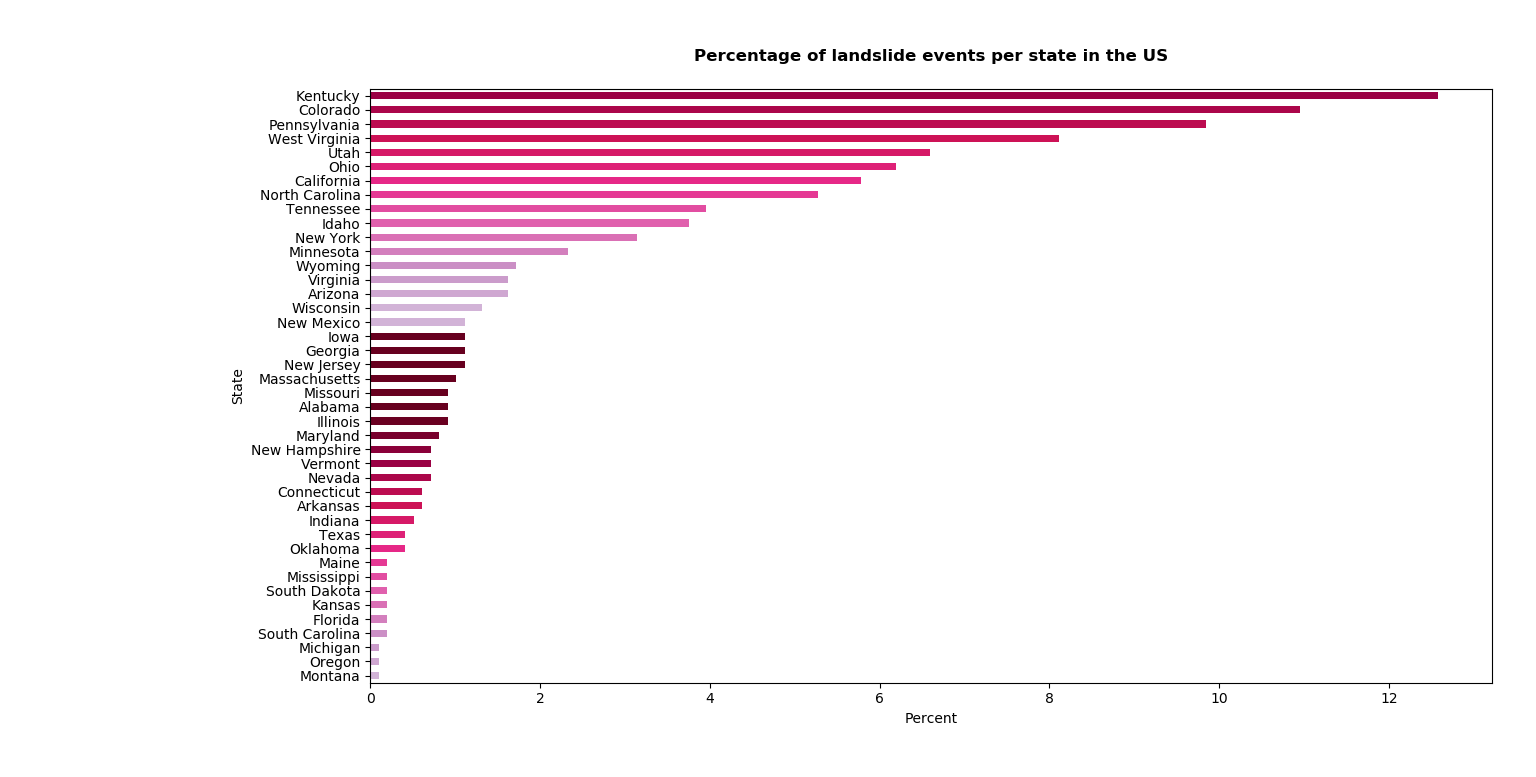 Percentage of landslide events per state in the US
Kentucky
Colorado
Pennsylvania
West Virginia
Utah
Ohio
California
North Carolina
Tennessee
Idaho
New York
Minnesota
Wyoming
Virginia
Arizona
Wisconsin
New Mexico
Iowa
Georgia
New Jersey
Massachusetts
Missouri
Alabama
Illinois
Maryland
New Hampshire
Vermont
Nevada
Connecticut
Arkansas
Indiana
Texas
Oklahoma
Maine
Mississippi
South Dakota
Kansas
Florida
South Carolina
Michigan
Oregon
Montana
State
0 2 4 6 8 10 12
Percent